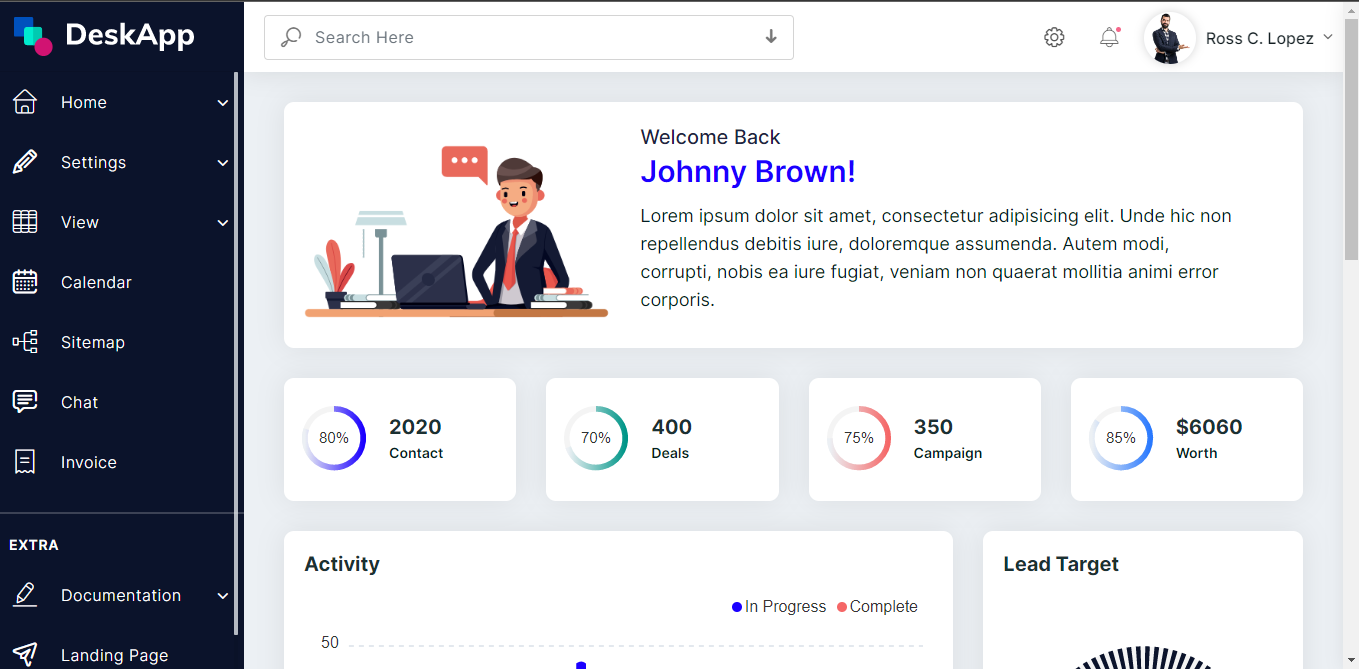 DeskApp
Search Here
Ross C. Lopez
Home
Settings
View
Calendar
Sitemap
Chat
Invoice
EXTRA
Documentation
Landing Page
Welcome Back
Johnny Brown!
Lorem ipsum dolor sit amet, consectetur adipisicing elit. Unde hic non
repellendus debitis iure, doloremque assumenda. Autem modi,
corrupti, nobis ea iure fugiat, veniam non quaerat mollitia animi error
corporis.
80%
2020
Contact
70%
400
Deals
75%
350
Campaign
85%
$6060
Worth
Activity
In Progress
Complete
50
Lead Target